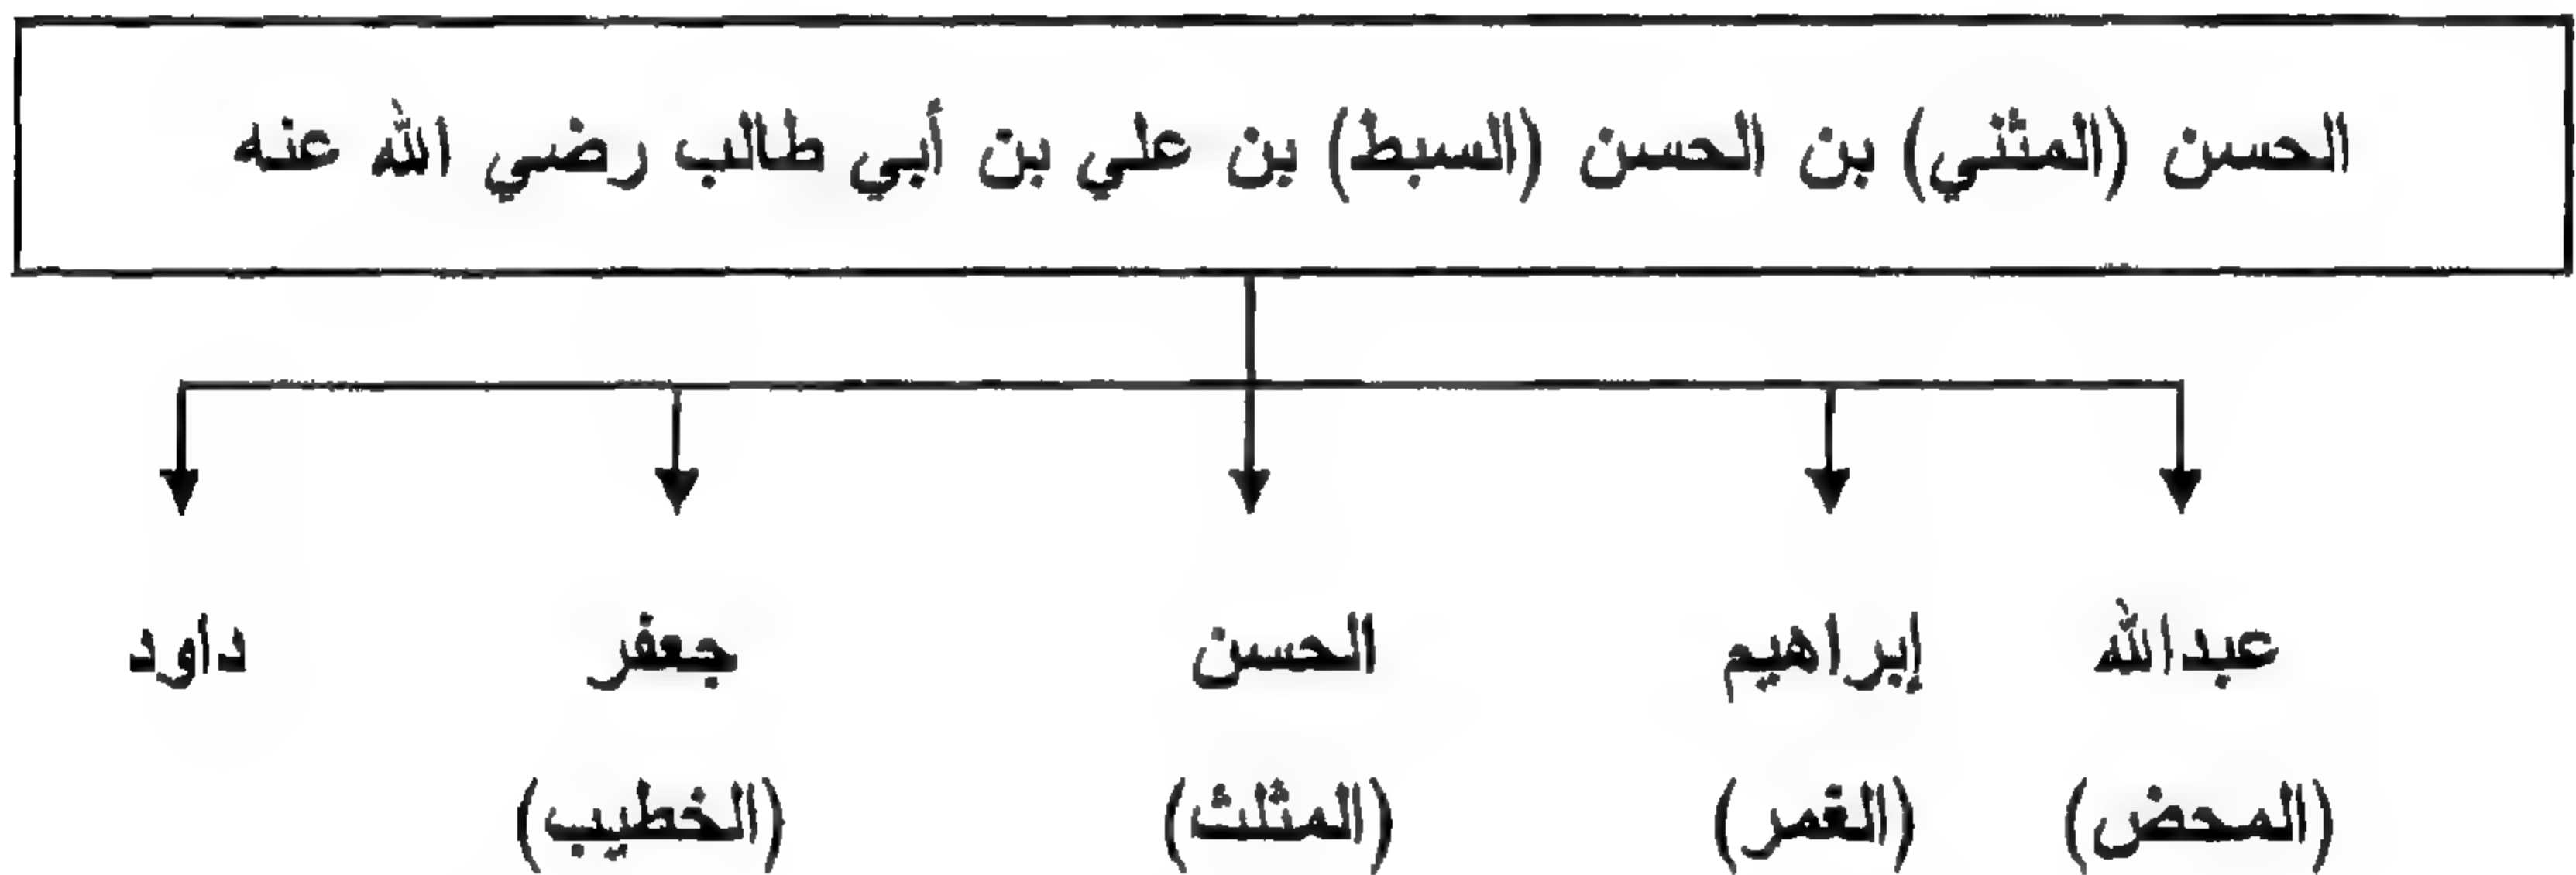 الحسن (المثني) بن الحسن (السبط) بن علي بن أبي طالب رضي الله عنه
عبدالله إبراهيم الحسن جعفر داود
(المحض) (الغمر) (المثلث) (الخطيب)